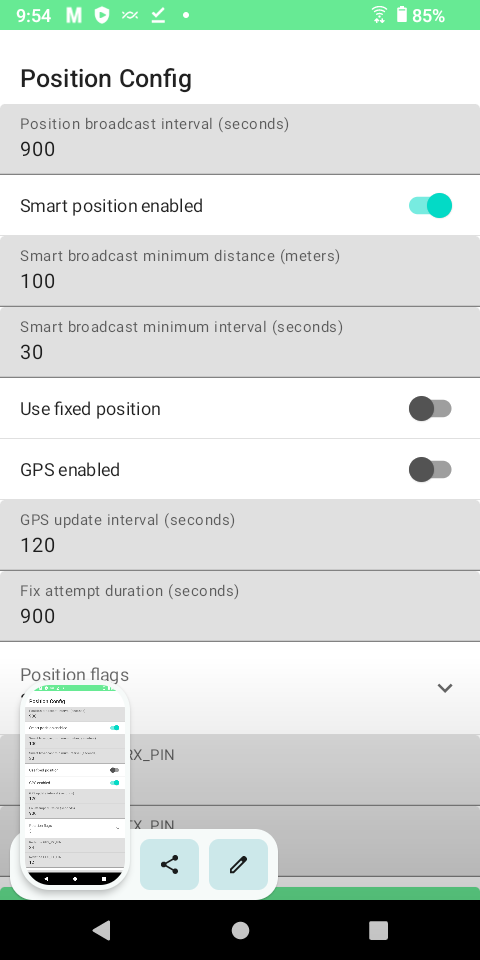 9:54
85%
Position Config
Position broadcast interval (seconds)
900
Smart position enabled
Smart broadcast minimum distance (meters)
100
Smart broadcast minimum interval (seconds)
30
Use fixed position
GPS enabled
GPS update interval (seconds)
120
Fix attempt duration (seconds)
900
Position flags
RX_PIN
TX_PIN
Position Config